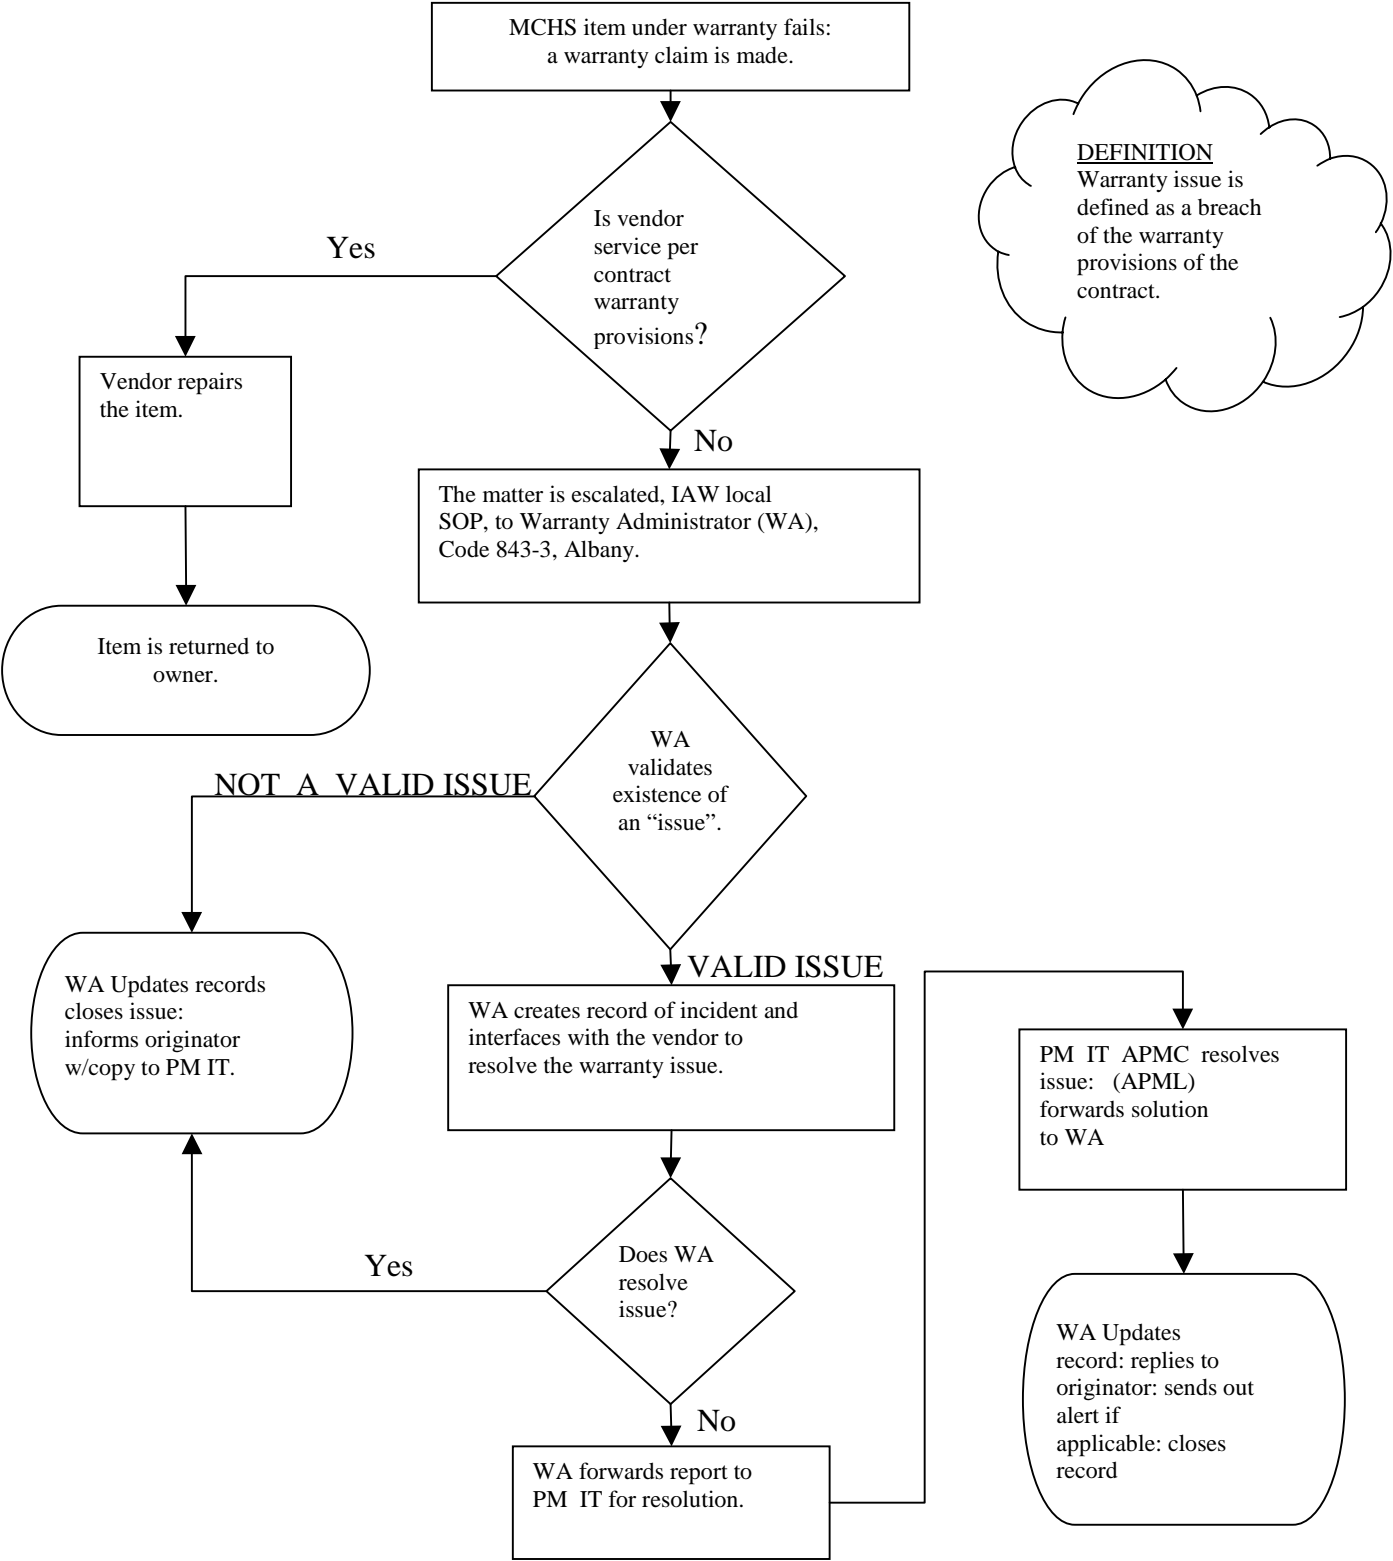 MCHS item under warranty fails:
a warranty claim is made.
DEFINITION
Warranty issue is
defined as a breach
of the warranty
provisions of the
contract.
Is vendor
service per
contract
warranty
provisions?
Yes
Vendor repairs
the item.
No
The matter is escalated, IAW local
SOP, to Warranty Administrator (WA),
Code 843-3, Albany.
Item is returned to
owner.
WA
validates
existence of
an “issue”.
NOT A VALID ISSUE
VALID ISSUE
WA Updates records
closes issue:
informs originator
w/copy to PM IT.
WA creates record of incident and
interfaces with the vendor to
resolve the warranty issue.
PM IT APMC resolves
issue: (APML)
forwards solution
to WA
Does WA
resolve
issue?
Yes
No
WA forwards report to
PM IT for resolution.
WA Updates
record: replies to
originator: sends out
alert if
applicable: closes
record